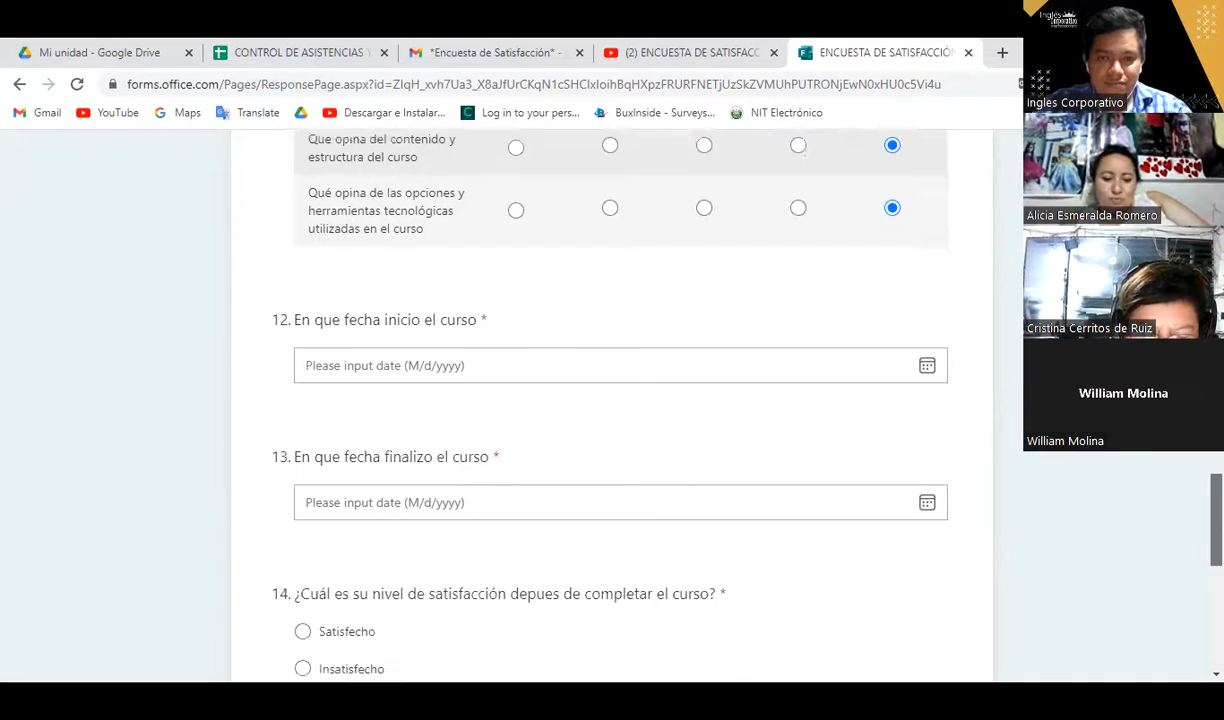 Mi unidad - Google Drive
CONTROL DE ASISTENCIAS Y
*Encuesta de Satisfacción* -
(2) ENCUESTA DE SATISFACC
ENCUESTA DE SATISFACCIÓN
forms.office.com/Pages/ResponsePage.aspx?id=ZIqH_xvh7Ua3_X8aJfUrCKqN1cSHClxIoihBqHXpzFRURFNETjUzSkZVMUhPUTRONjEwN0xHU0c5Vi4u
Gmail
YouTube
Maps
Translate
Descargar e Instalar...
Log in to your pers...
BuxInside - Surveys...
NIT Electrónico
Que opina del contenido y
estructura del curso
Qué opina de las opciones y
herramientas tecnológicas
utilizadas en el curso
12. En que fecha inicio el curso *
Please input date (M/d/yyyy)
13. En que fecha finalizo el curso *
Please input date (M/d/yyyy)
14. ¿Cuál es su nivel de satisfacción depues de completar el curso? *
Satisfecho
Insatisfecho
Inglés
Corporativo
Ingles Corporativo
Alicia Esmeralda Romero
Cristina Cerritos de Ruiz
William Molina
William Molina